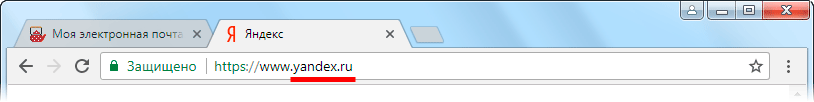 Моя электронная почта
Яндекс
Защищено https://www.yandex.ru